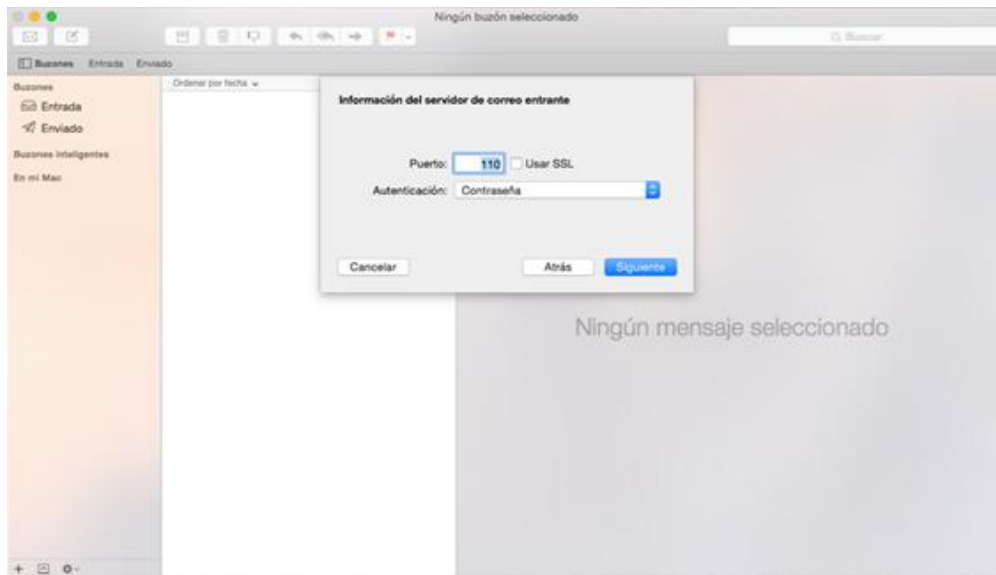 Ningún buzón seleccionado
Buscar
Buzones Entrada Enviado
Buzones
Entrada
Enviado
Buzones Inteligentes
En mi Mac
Ordenar por fecha
Información del servidor de correo entrante
Puerto: 110 Usar SSL
Autenticación: Contraseña
Cancelar Atrás Siguiente
Ningún mensaje seleccionado